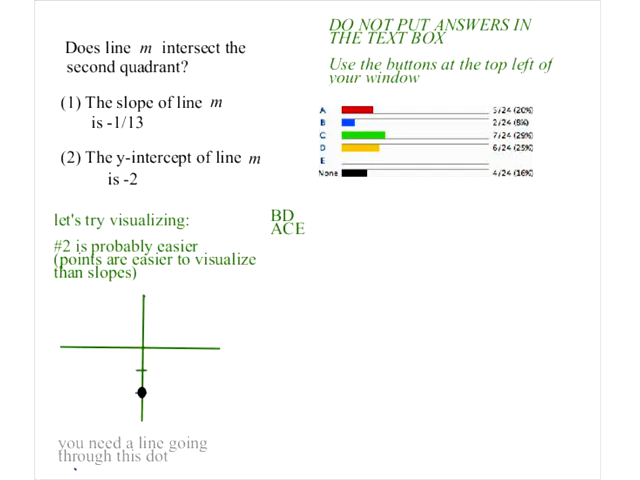 Does line m intersect the
second quadrant?
(1) The slope of line m
is -1/13
(2) The y-intercept of line m
is -2
DO NOT PUT ANSWERS IN
THE TEXT BOX
Use the buttons at the top left of
your window
A 5/24 (20%)
B 2/24 (8%)
C 7/24 (29%)
D 6/24 (25%)
E
None 4/24 (16%)
let's try visualizing:
#2 is probably easier
(points are easier to visualize
than slopes)
BD
ACE
you need a line going
through this dot